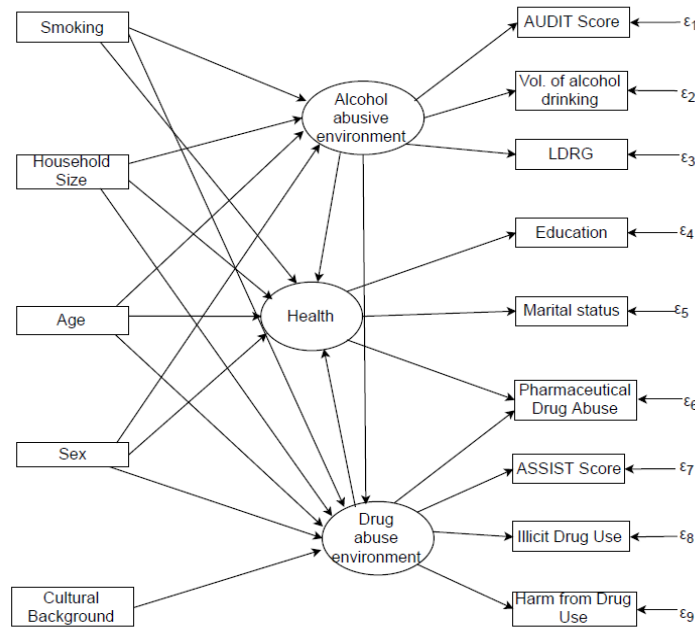 Smoking
Household
Size
Age
Sex
Cultural
Background
Alcohol
abusive
environment
Health
Drug
abuse
environment
AUDIT Score
ε1
Vol. of alcohol
drinking
ε2
LDRG
ε3
Education
ε4
Marital status
ε5
Pharmaceutical
Drug Abuse
ε6
ASSIST Score
ε7
Illicit Drug Use
ε8
Harm from Drug
Use
ε9